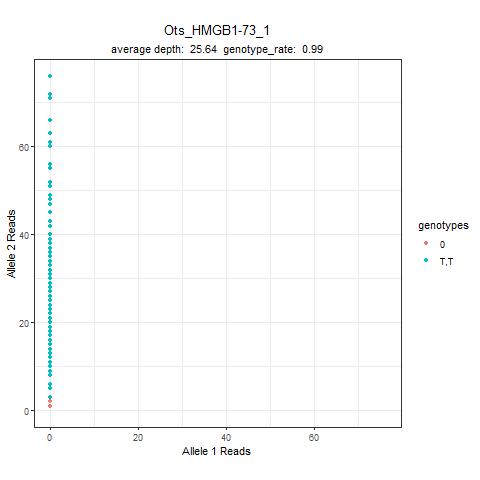 Ots_HMGB1-73_1
average depth:  25.64  genotype_rate:  0.99
60
40
20
0
Allele 2 Reads
0 20 40 60
Allele 1 Reads
genotypes
0
T,T